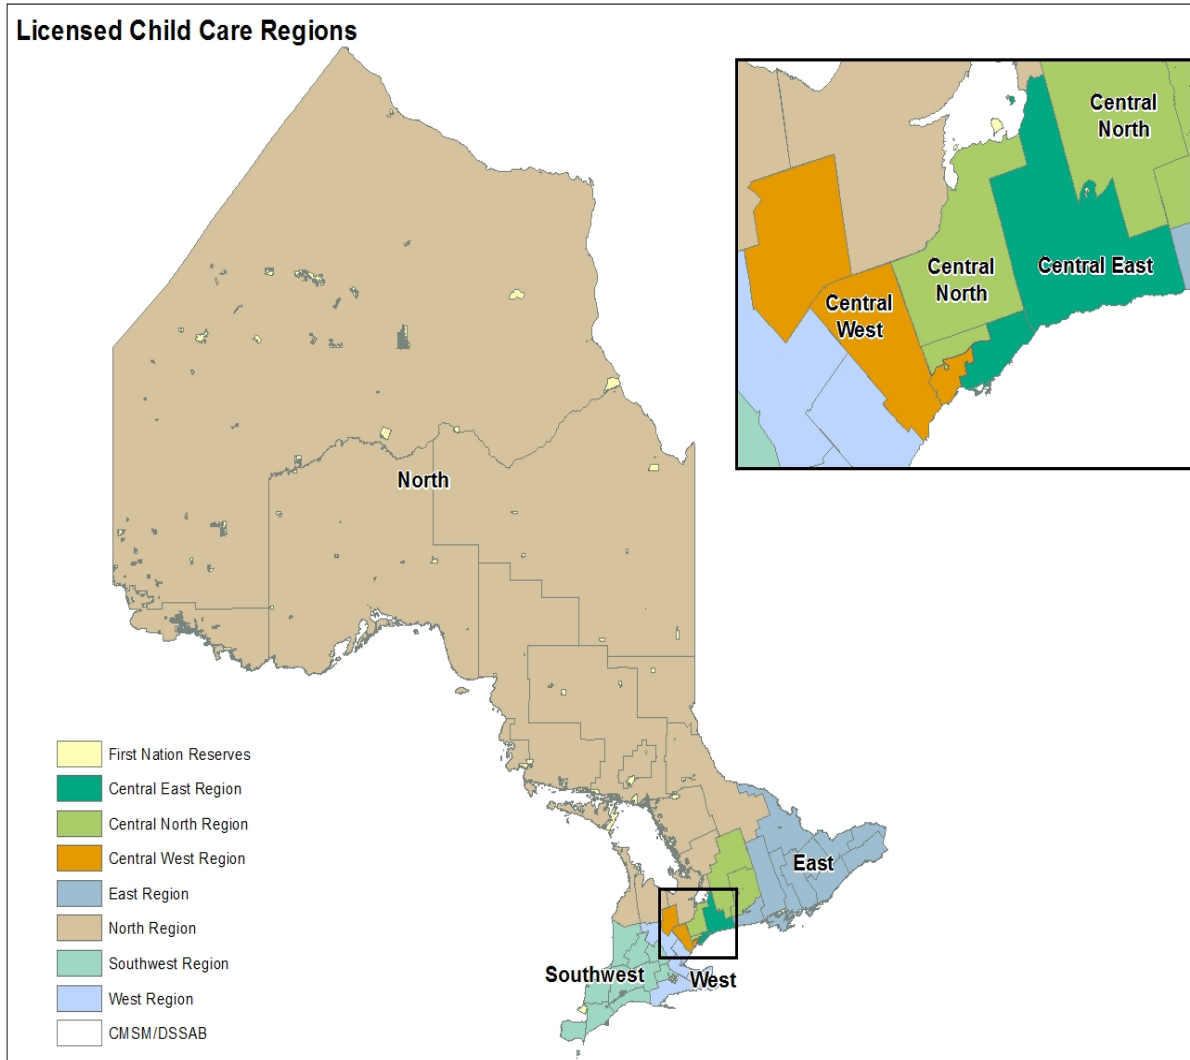 Licensed Child Care Regions
Central
North
Central
North
Central East
Central
West
North
East
Southwest
West
First Nation Reserves
Central East Region
Central North Region
Central West Region
East Region
North Region
Southwest Region
West Region
CMSM/DSSAB